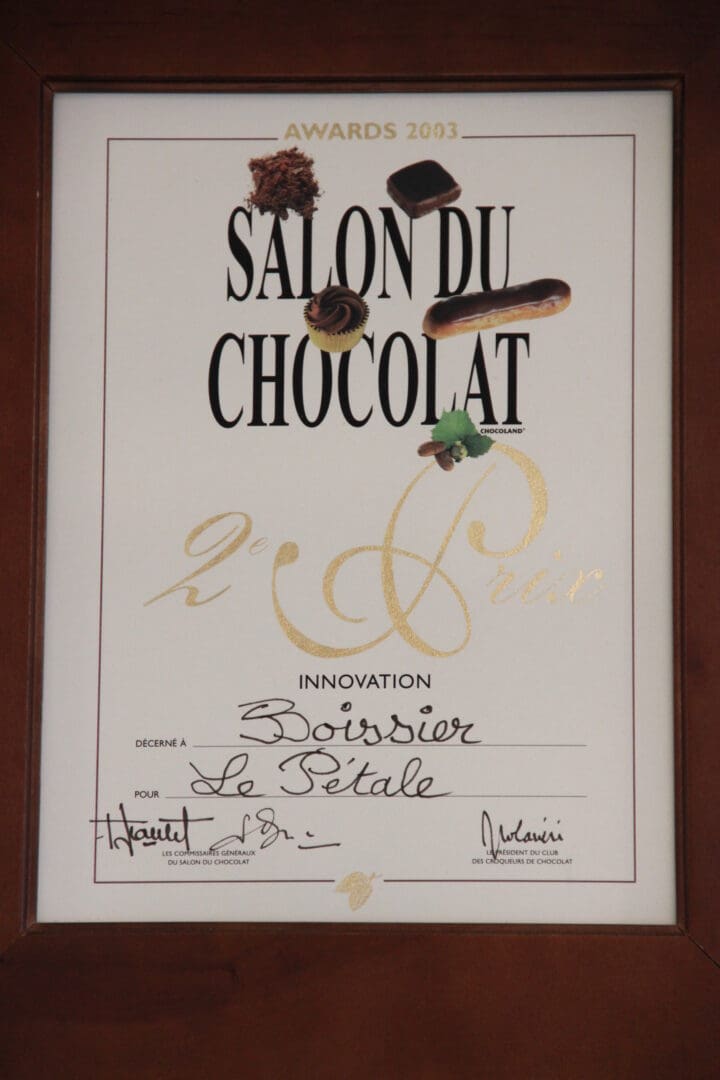 AWARDS 2003
SALON DU
CHOCOLAT
CHOCOLAND
2e Prix
INNOVATION
DÉCERNÉ À Boissier
POUR Le Pétale
LES COMMISSAIRES GÉNÉRAUX
DU SALON DU CHOCOLAT
LE PRÉSIDENT DU CLUB
DES CROQUEURS DE CHOCOLAT